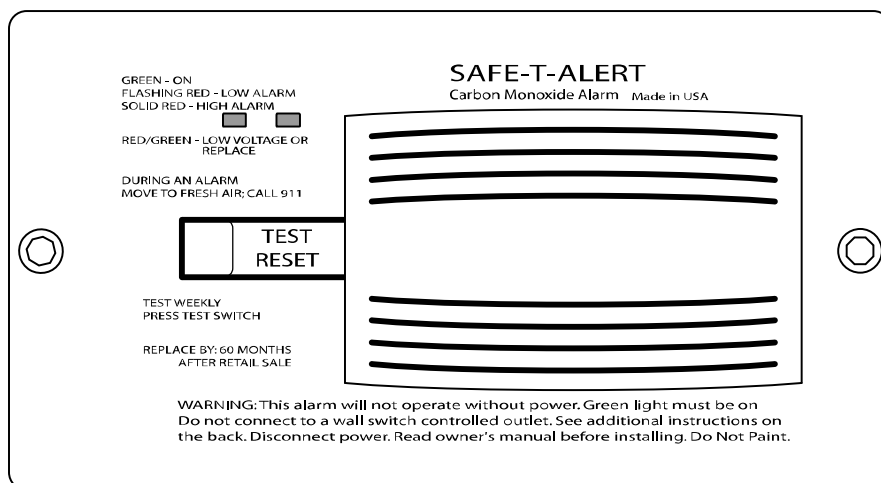 SAFE-T-ALERT
Carbon Monoxide Alarm Made in USA
GREEN - ON
FLASHING RED - LOW ALARM
SOLID RED - HIGH ALARM
RED/GREEN - LOW VOLTAGE OR
REPLACE
DURING AN ALARM
MOVE TO FRESH AIR; CALL 911
TEST
RESET
TEST WEEKLY
PRESS TEST SWITCH
REPLACE BY: 60 MONTHS
AFTER RETAIL SALE
WARNING: This alarm will not operate without power. Green light must be on
Do not connect to a wall switch controlled outlet. See additional instructions on
the back. Disconnect power. Read owner's manual before installing. Do Not Paint.